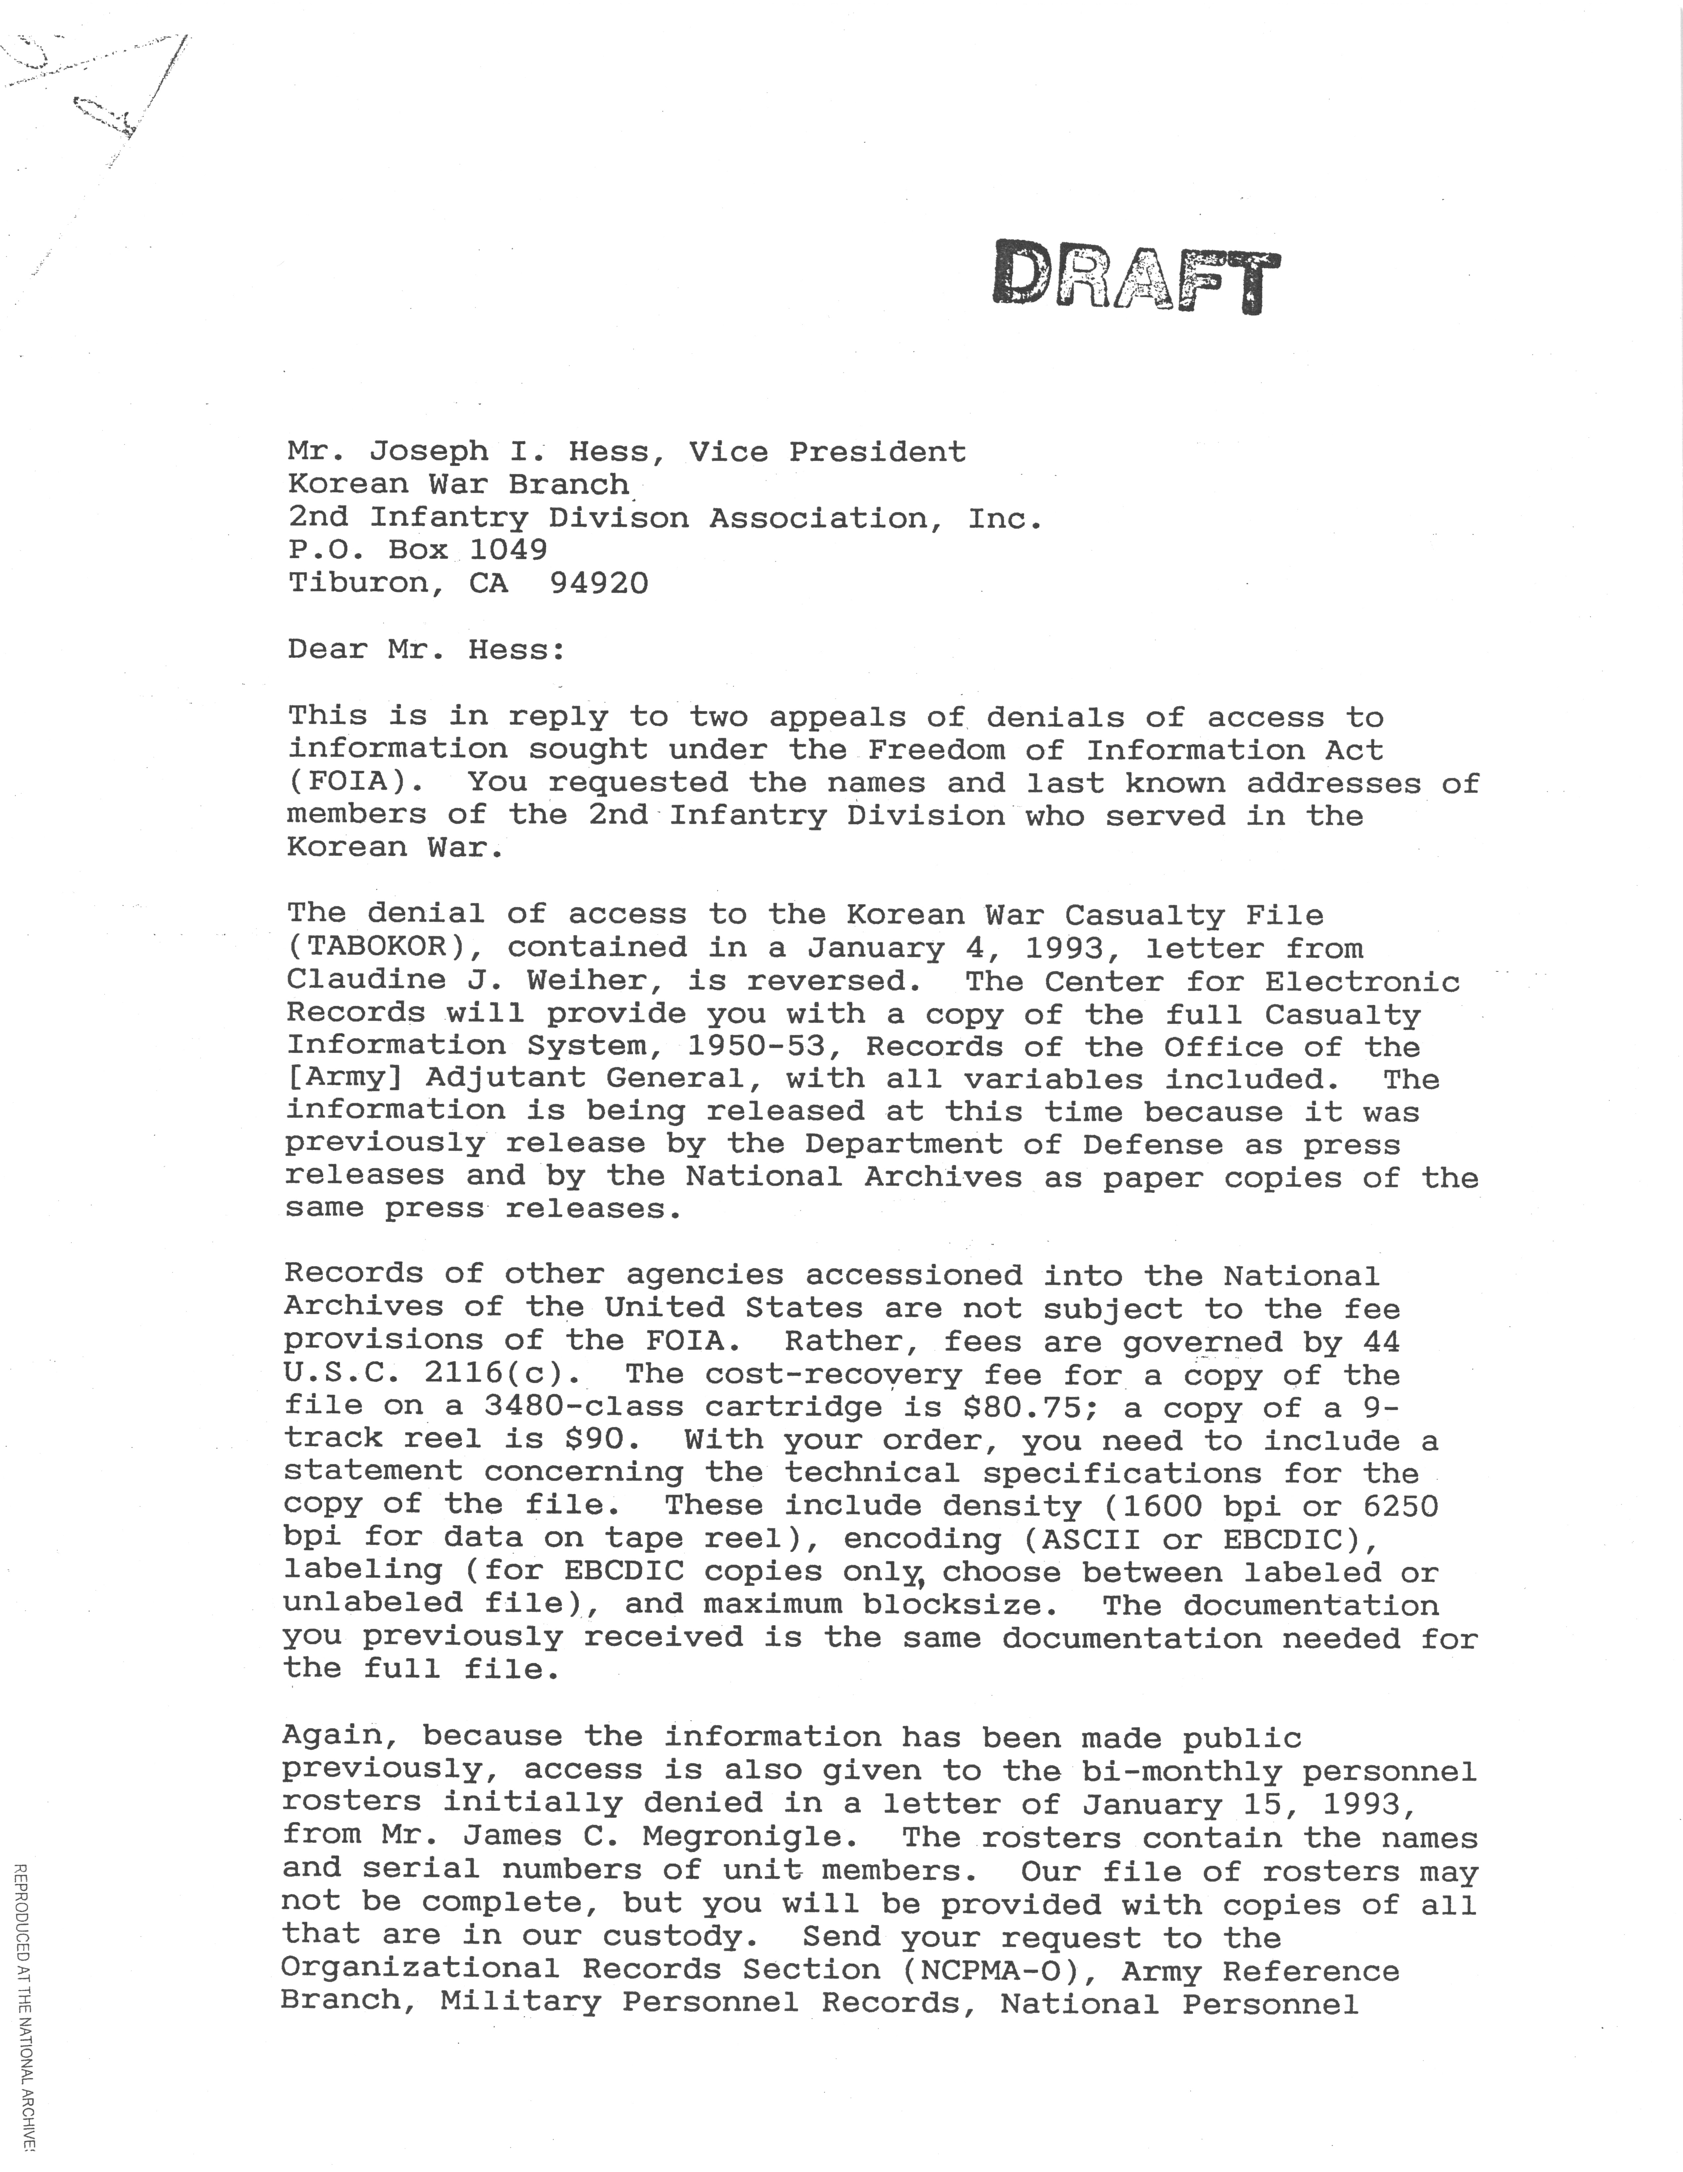 DRAFT
Mr. Joseph I. Hess, Vice President
Korean War Branch
2nd Infantry Divison Association, Inc.
P.O. Box 1049
Tiburon, CA  94920
Dear Mr. Hess:
This is in reply to two appeals of denials of access to
information sought under the Freedom of Information Act
(FOIA).  You requested the names and last known addresses of
members of the 2nd Infantry Division who served in the
Korean War.
The denial of access to the Korean War Casualty File
(TABOKOR), contained in a January 4, 1993, letter from
Claudine J. Weiher, is reversed.  The Center for Electronic
Records will provide you with a copy of the full Casualty
Information System, 1950-53, Records of the Office of the
[Army] Adjutant General, with all variables included.  The
information is being released at this time because it was
previously release by the Department of Defense as press
releases and by the National Archives as paper copies of the
same press releases.
Records of other agencies accessioned into the National
Archives of the United States are not subject to the fee
provisions of the FOIA.  Rather, fees are governed by 44
U.S.C. 2116(c).  The cost-recovery fee for a copy of the
file on a 3480-class cartridge is $80.75; a copy of a 9-
track reel is $90.  With your order, you need to include a
statement concerning the technical specifications for the
copy of the file.  These include density (1600 bpi or 6250
bpi for data on tape reel), encoding (ASCII or EBCDIC),
labeling (for EBCDIC copies only, choose between labeled or
unlabeled file), and maximum blocksize.  The documentation
you previously received is the same documentation needed for
the full file.
Again, because the information has been made public
previously, access is also given to the bi-monthly personnel
rosters initially denied in a letter of January 15, 1993,
from Mr. James C. Megronigle.  The rosters contain the names
and serial numbers of unit members.  Our file of rosters may
not be complete, but you will be provided with copies of all
that are in our custody.  Send your request to the
Organizational Records Section (NCPMA-O), Army Reference
Branch, Military Personnel Records, National Personnel
REPRODUCED AT THE NATIONAL ARCHIVES